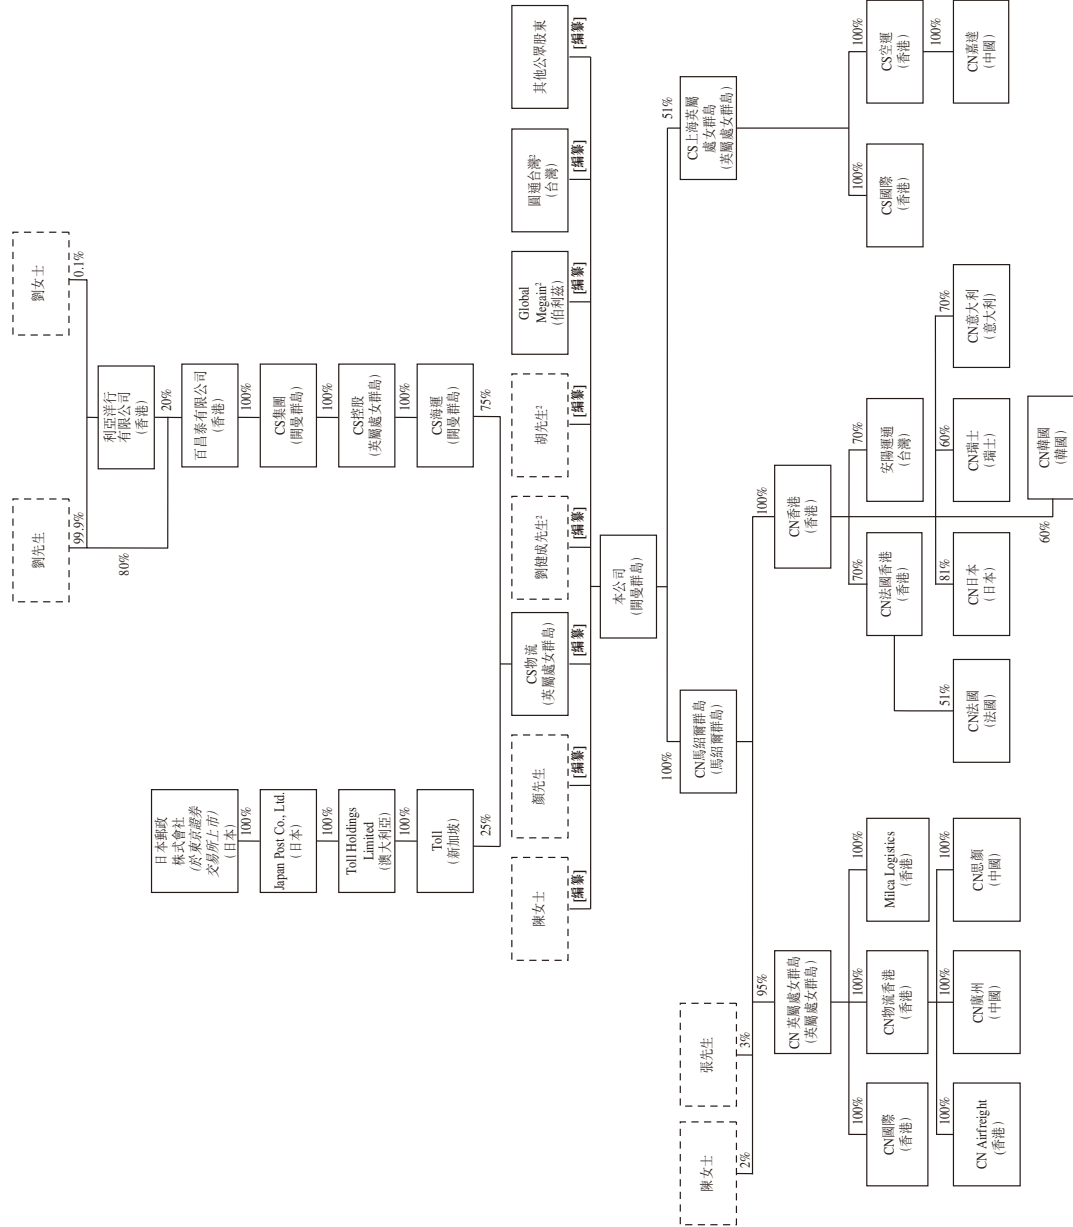 劉先生
劉女士
99.9%
0.1%
80%
利亞洋行
有限公司
(香港)
20%
百昌泰有限公司
(香港)
100%
CS集團
(開曼群島)
100%
CS控股
(英屬處女群島)
100%
CS海運
(開曼群島)
75%
日本郵政
株式會社
(於東京證券
交易所上市)
(日本)
100%
Japan Post Co., Ltd.
(日本)
100%
Toll Holdings
Limited
(澳大利亞)
100%
Toll
(新加坡)
25%
陳女士
[編纂]
顏先生
[編纂]
CS物流
(英屬處女群島)
[編纂]
劉健成先生²
[編纂]
胡先生²
[編纂]
Global
Megain²
(伯利茲)
[編纂]
圓通台灣²
(台灣)
[編纂]
其他公眾股東
[編纂]
本公司
(開曼群島)
100%
51%
CN馬紹爾群島
(馬紹爾群島)
CS上海英屬
處女群島
(英屬處女群島)
陳女士
2%
張先生
3%
95%
100%
CN 英屬處女群島
(英屬處女群島)
CN香港
(香港)
100%
100%
100%
CN國際
(香港)
CN物流香港
(香港)
Milca Logistics
(香港)
100%
100%
100%
CN Airfreight
(香港)
CN廣州
(中國)
CN思顏
(中國)
70%
70%
CN法國香港
(香港)
安陽運通
(台灣)
51%
81%
60%
70%
CN法國
(法國)
CN日本
(日本)
CN瑞士
(瑞士)
CN意大利
(意大利)
60%
CN韓國
(韓國)
100%
100%
CS國際
(香港)
CS空運
(香港)
100%
CN嘉達
(中國)